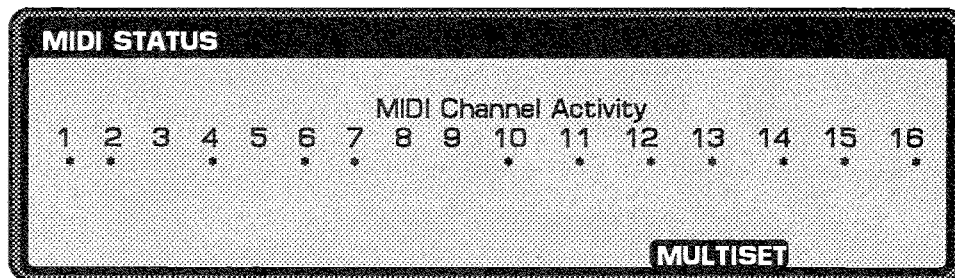 MIDI STATUS
MIDI Channel Activity
1 2 3 4 5 6 7 8 9 10 11 12 13 14 15 16
* * * * * * * * * * * *
MULTISET